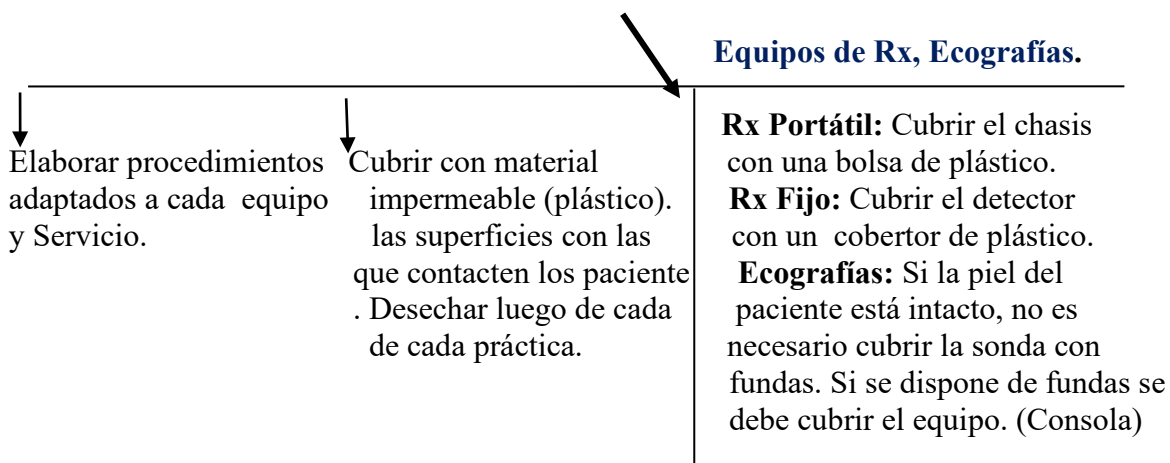 Equipos de Rx, Ecografías.
Elaborar procedimientos
adaptados a cada equipo
y Servicio.
Cubrir con material
impermeable (plástico).
las superficies con las
que contacten los paciente
. Desechar luego de cada
de cada práctica.
Rx Portátil: Cubrir el chasis
con una bolsa de plástico.
Rx Fijo: Cubrir el detector
con un cobertor de plástico.
Ecografías: Si la piel del
paciente está intacto, no es
necesario cubrir la sonda con
fundas. Si se dispone de fundas se
debe cubrir el equipo. (Consola)